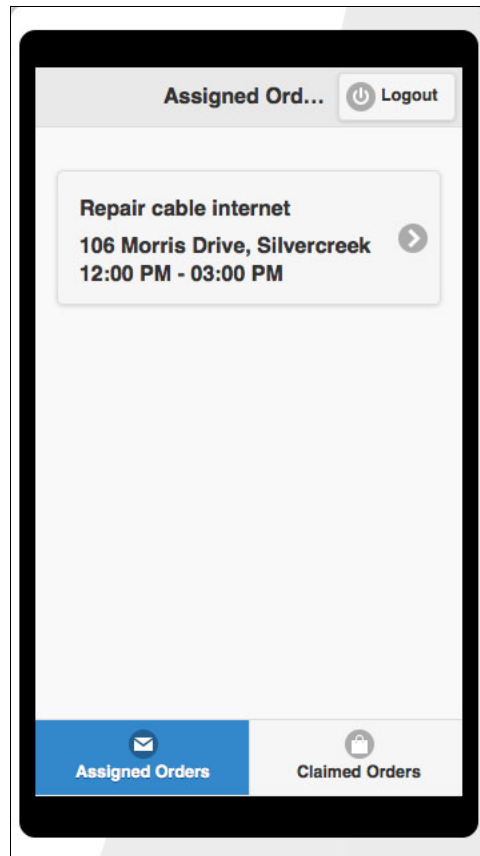 Assigned Ord...
Logout
Repair cable internet
106 Morris Drive, Silvercreek
12:00 PM - 03:00 PM
Assigned Orders
Claimed Orders